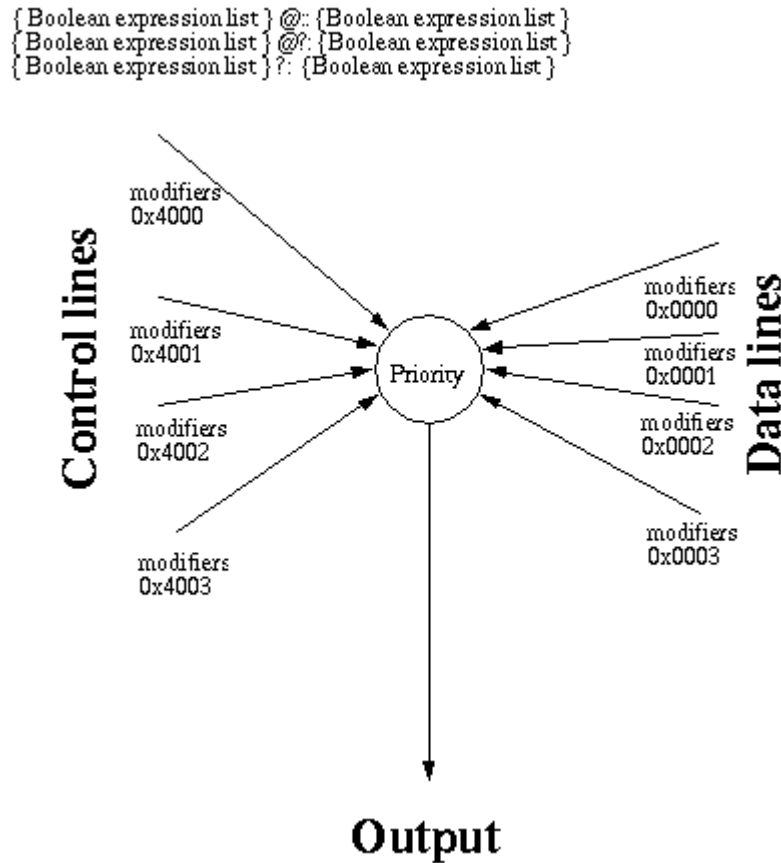 { Boolean expression list } @:: {Boolean expression list }
{ Boolean expression list } @?: {Boolean expression list }
{ Boolean expression list } ?: {Boolean expression list }
Control lines
modifiers
0x4000
modifiers
0x4001
modifiers
0x4002
modifiers
0x4003
Priority
modifiers
0x0000
modifiers
0x0001
modifiers
0x0002
modifiers
0x0003
Data lines
Output